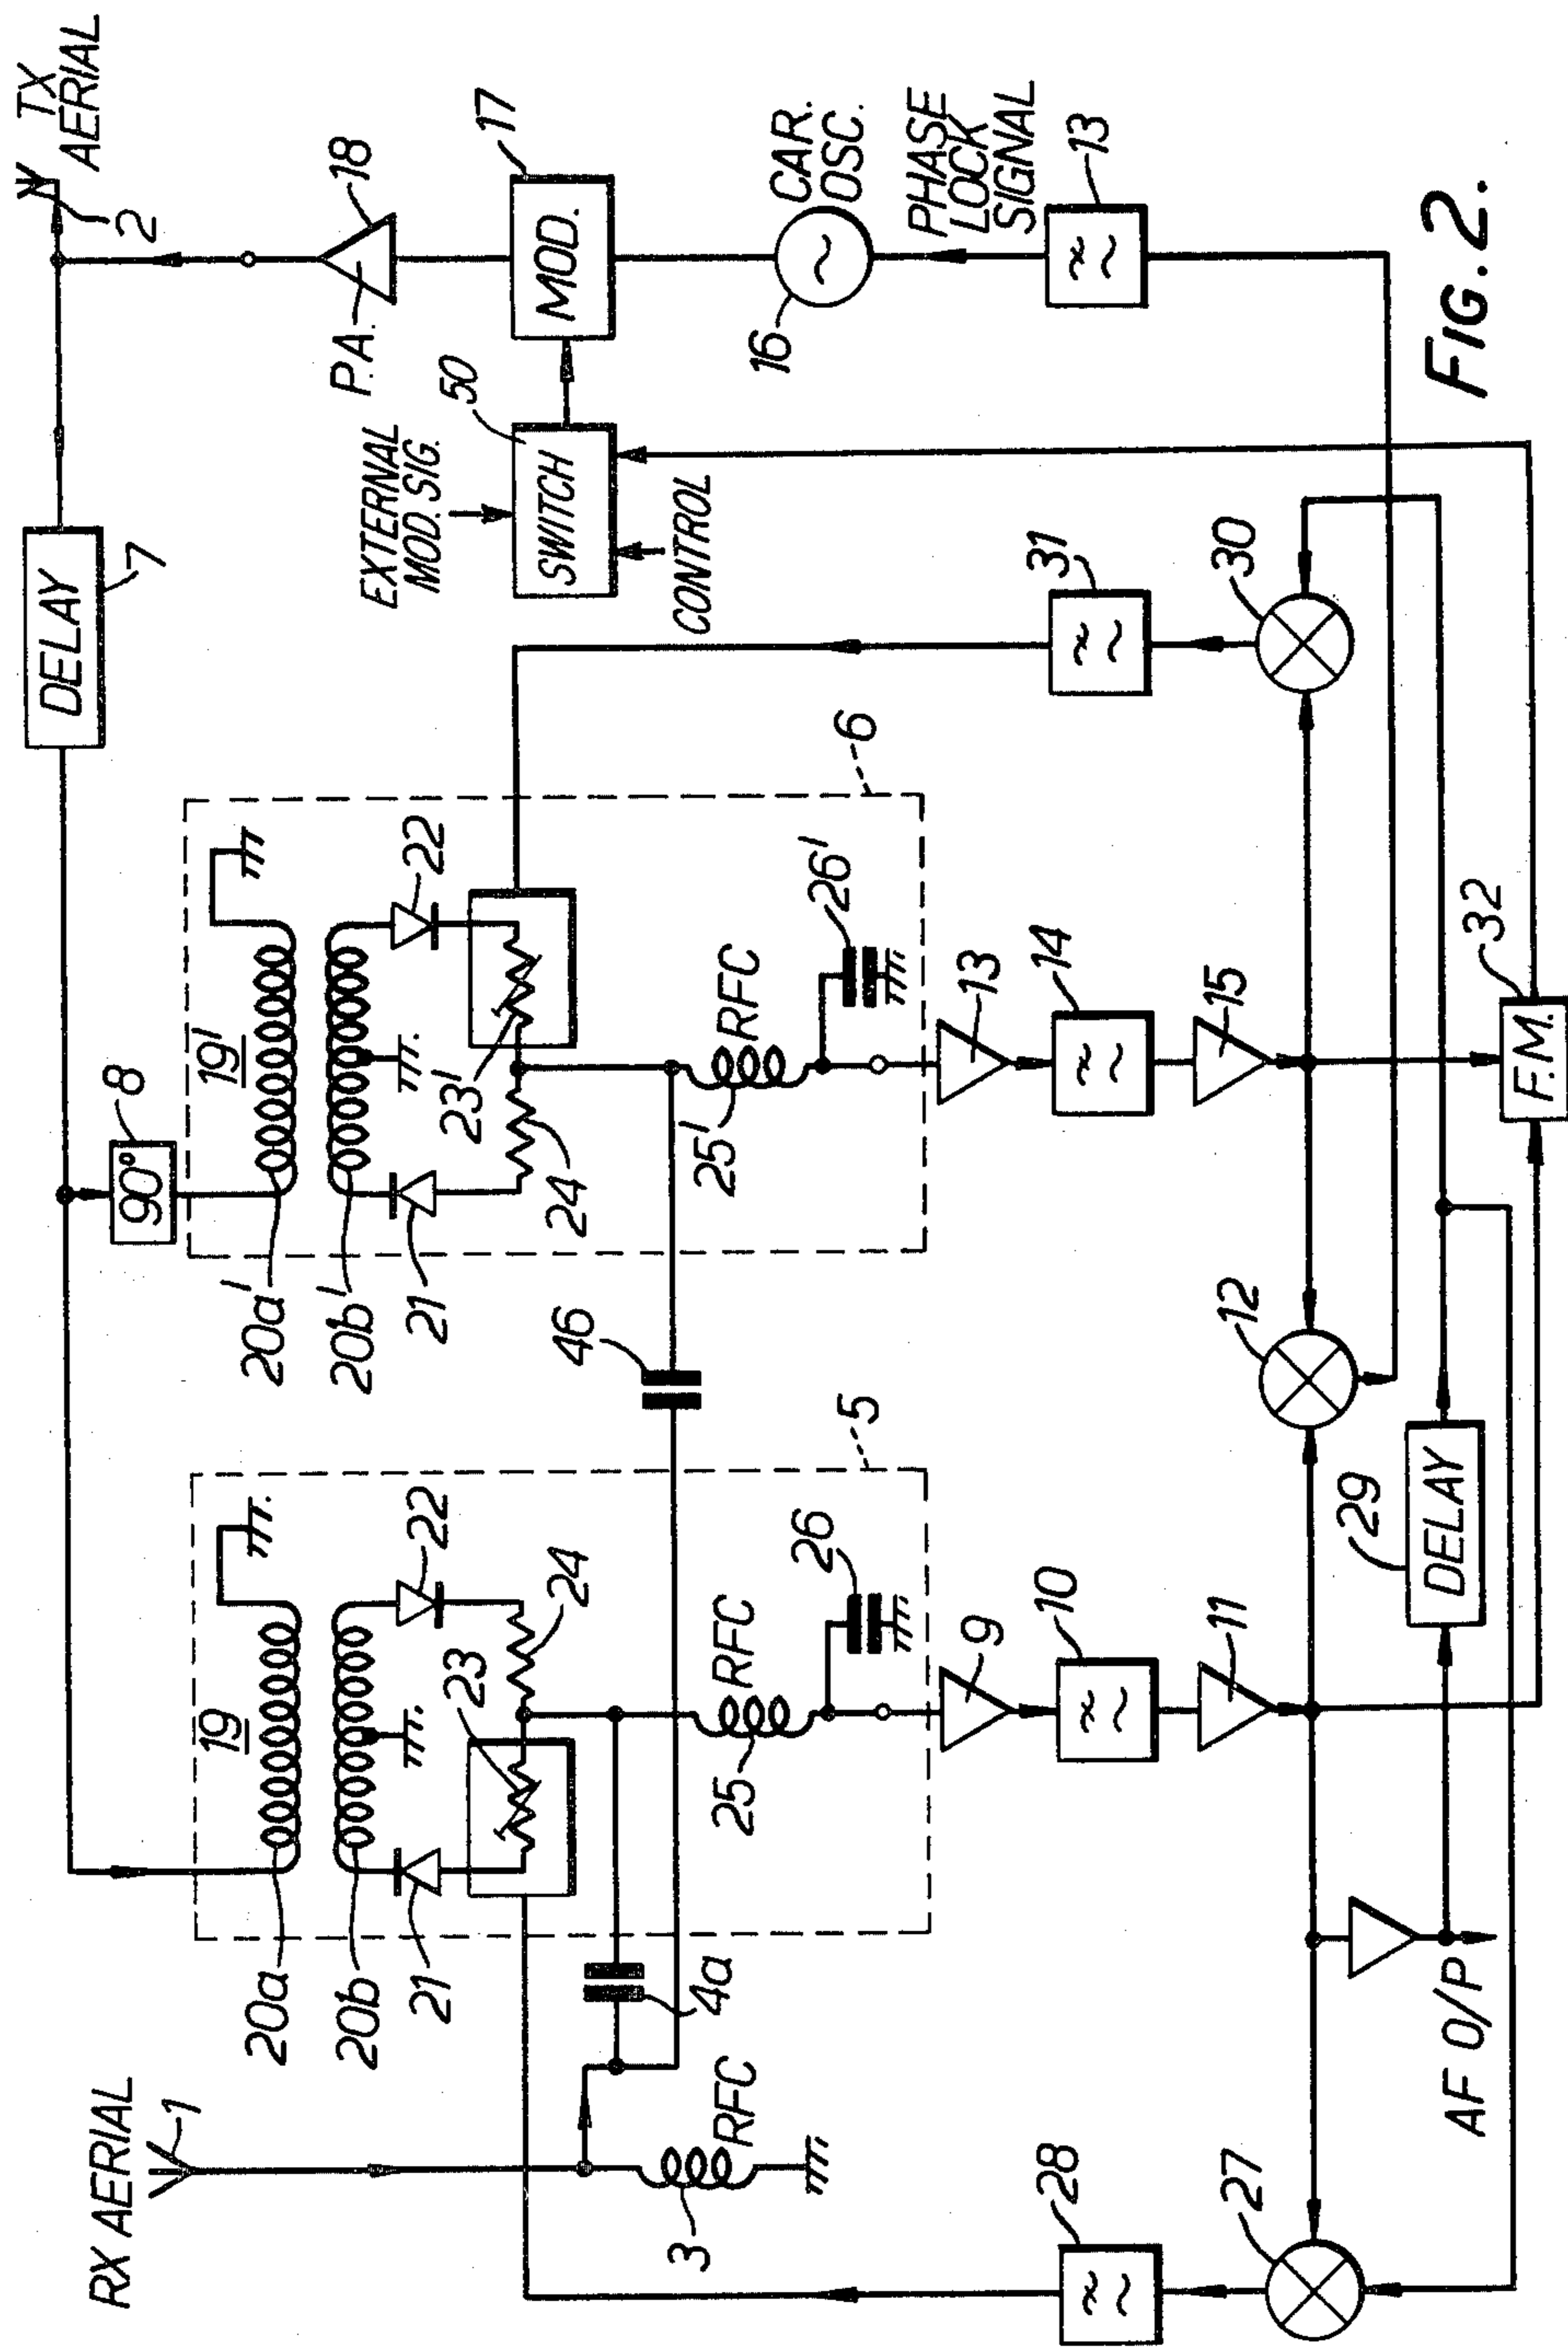 RX AERIAL
1
3
RFC
4a
46
20a
20b
21
22
19
23
24
25
RFC
26
5
20a'
20b'
21
22
19'
8
90°
23'
24
25'
RFC
26'
6
DELAY
7
2
TX
AERIAL
18
P.A.
17
MOD.
50
SWITCH
EXTERNAL
MOD. SIG.
CONTROL
16
CAR.
OSC.
PHASE
LOCK
SIGNAL
13
28
27
9
10
11
12
13
14
15
31
30
AF O/P
29
DELAY
32
F.M.
FIG. 2.